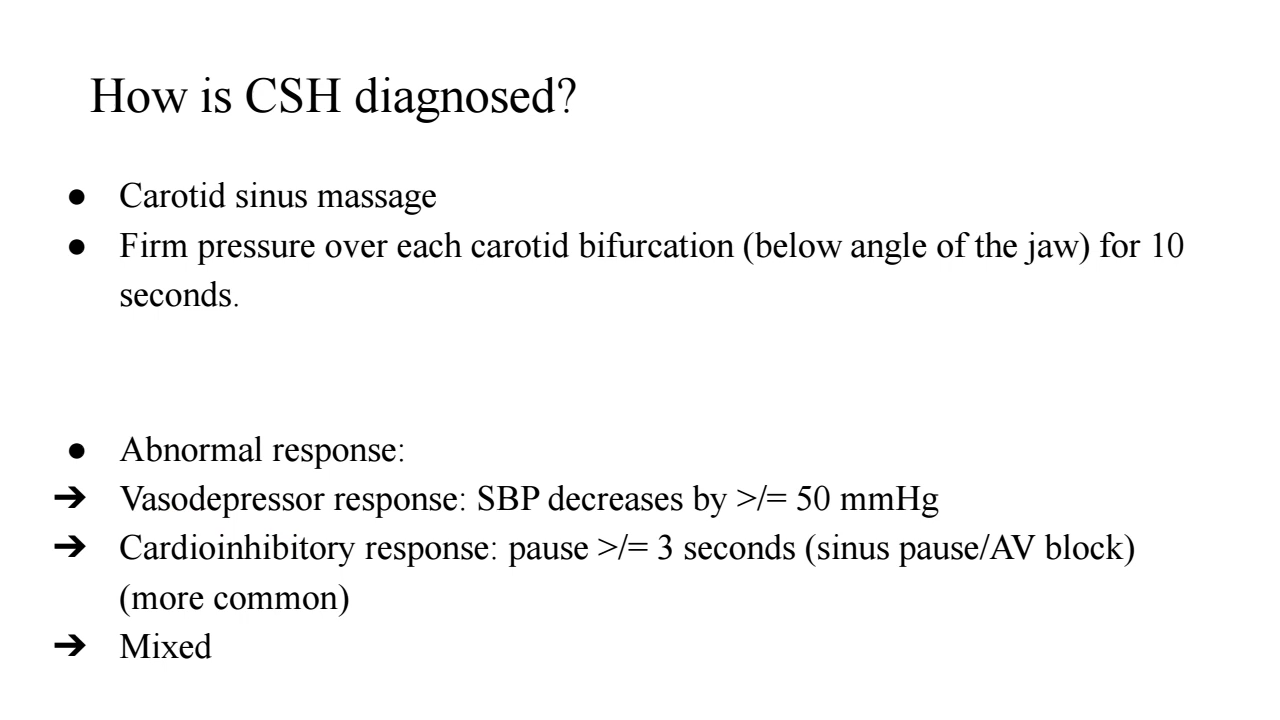 How is CSH diagnosed?
● Carotid sinus massage
● Firm pressure over each carotid bifurcation (below angle of the jaw) for 10
seconds.
● Abnormal response:
➔ Vasodepressor response: SBP decreases by >/= 50 mmHg
➔ Cardioinhibitory response: pause >/= 3 seconds (sinus pause/AV block)
(more common)
➔ Mixed